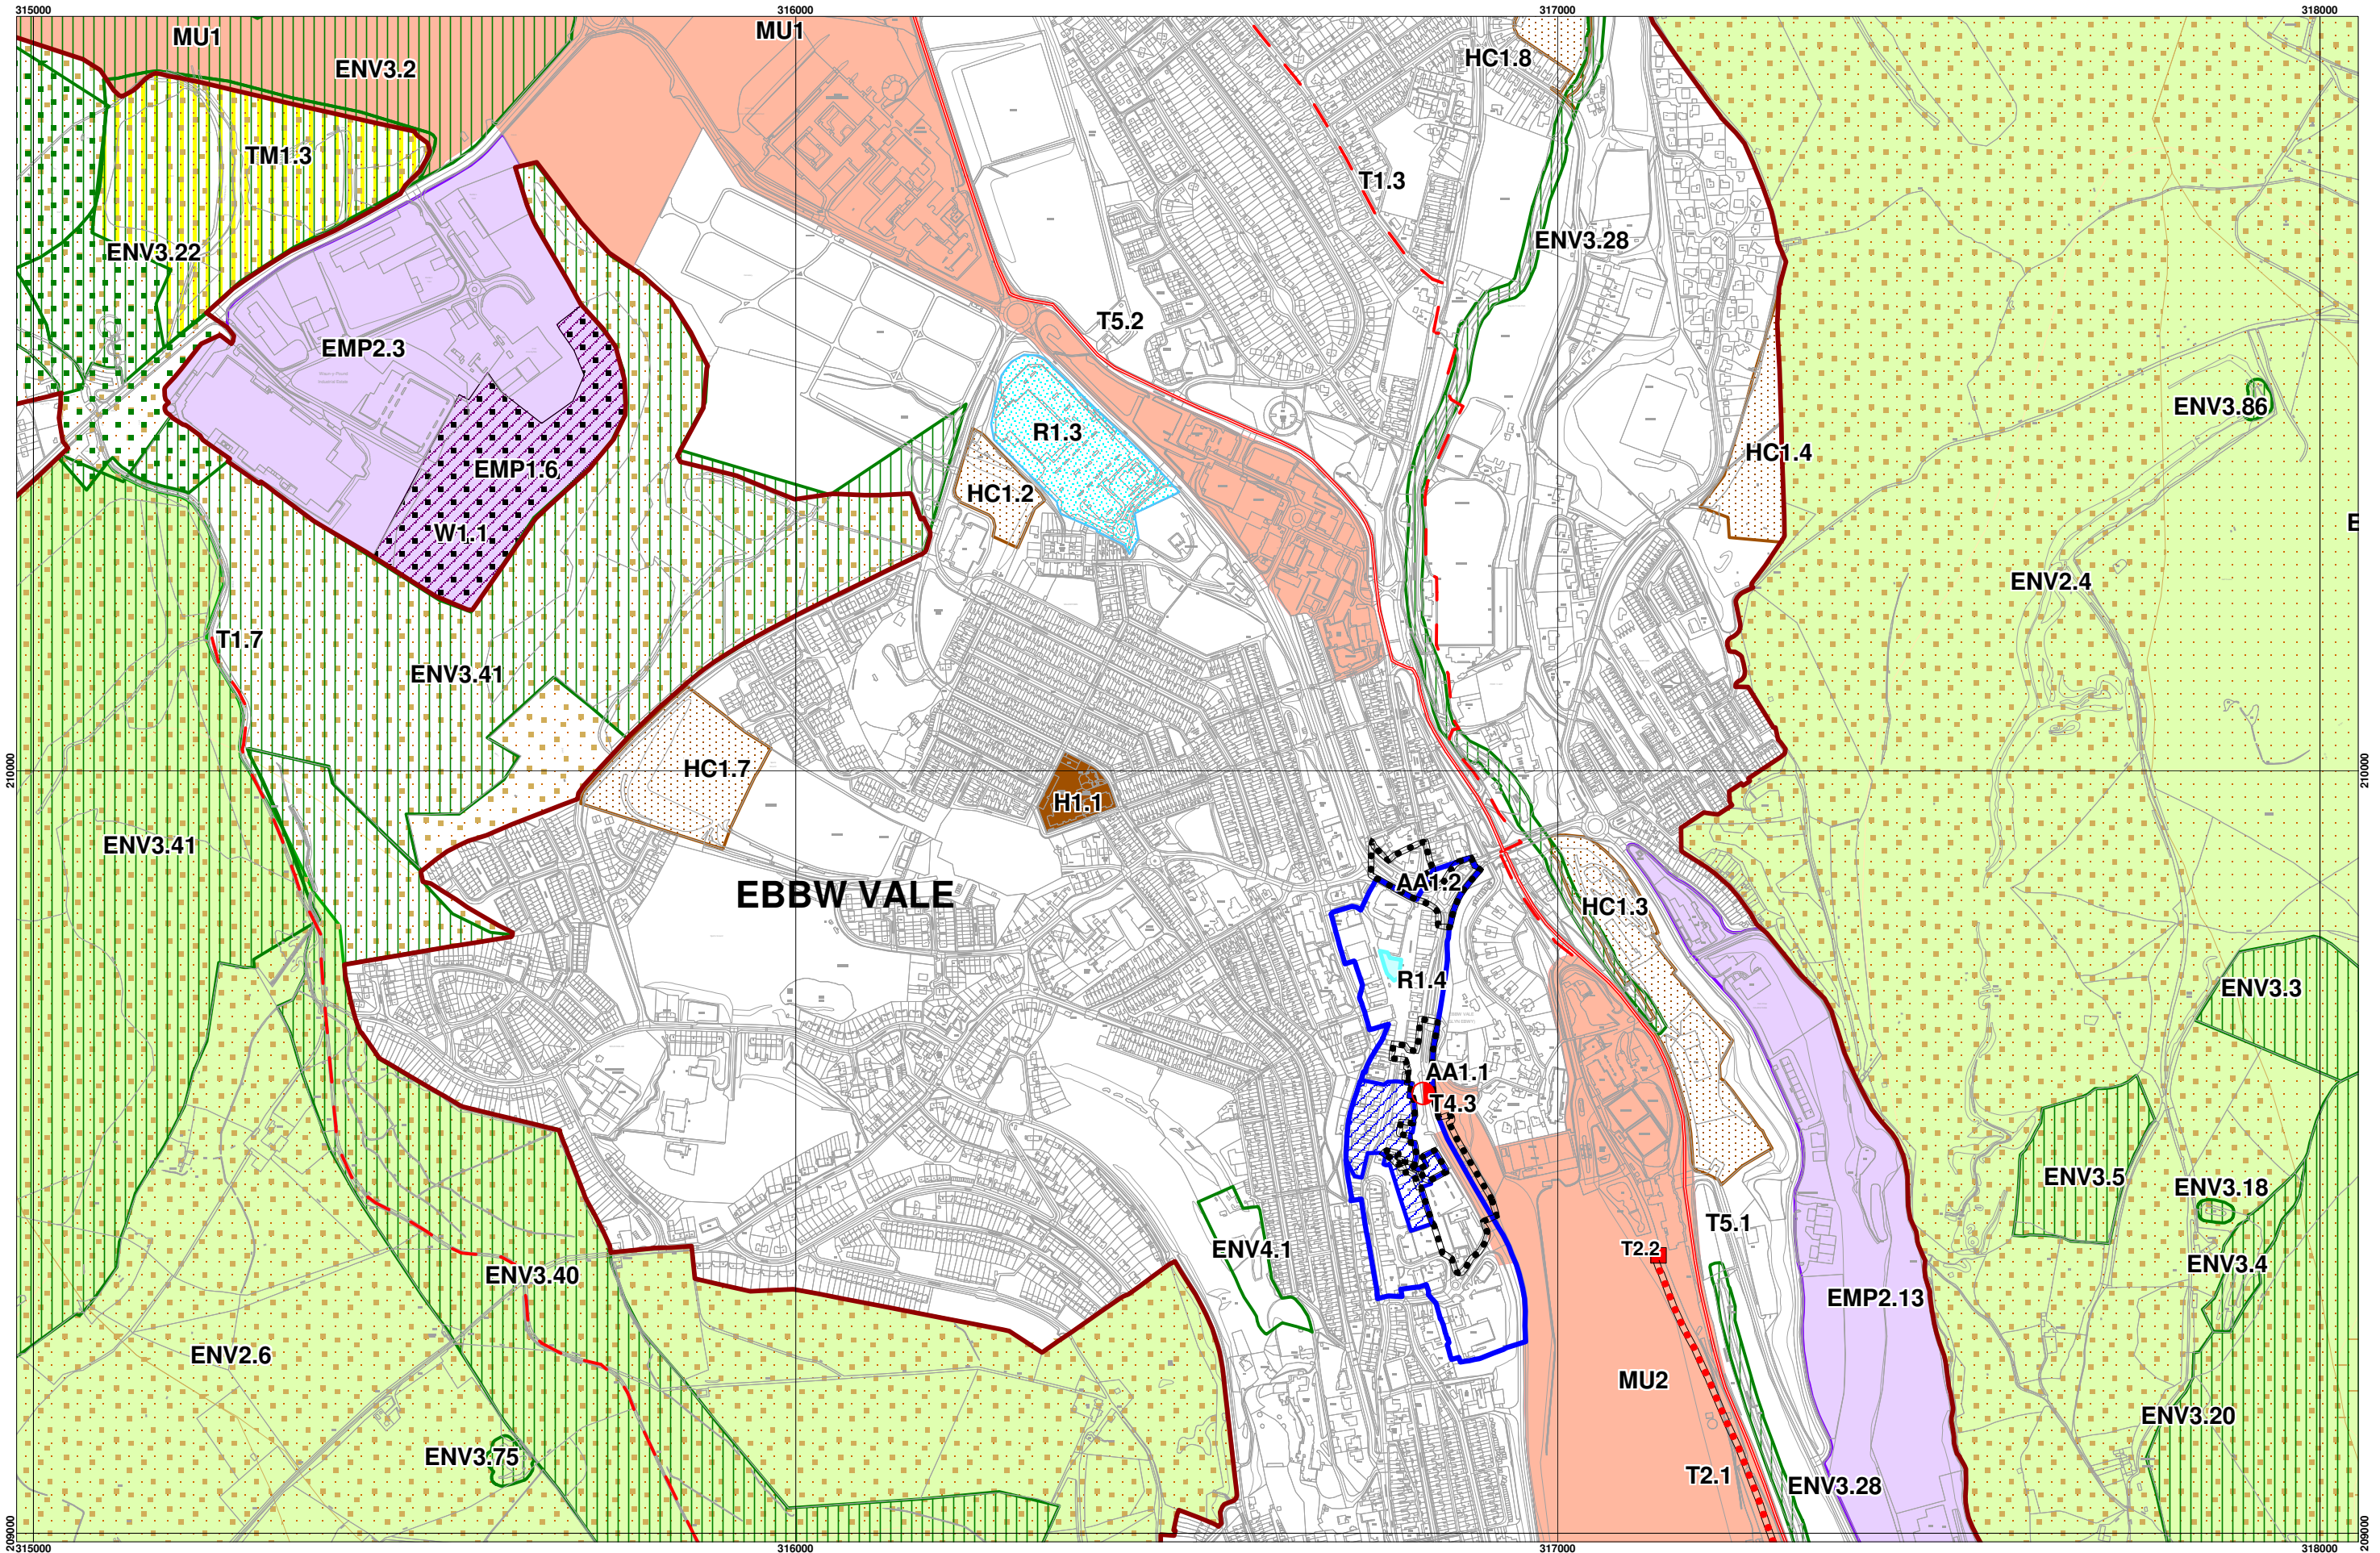 315000 316000 317000 318000
MU1 MU1
ENV3.2
HC1.8
TM1.3
T1.3
ENV3.22
ENV3.28
EMP2.3
T5.2
ENV3.86
R1.3
HC1.4
EMP1.6
HC1.2
W1.1
E
ENV2.4
T1.7
ENV3.41
HC1.7
210000
210000
H1.1
ENV3.41
EBBW VALE
AA1.2
HC1.3
R1.4
ENV3.3
EBBW VALE
AA1.1
T4.3
ENV3.5
ENV3.18
T5.1
ENV4.1
T2.2
ENV3.4
ENV3.40
EMP2.13
ENV2.6
MU2
ENV3.20
ENV3.75
T2.1
ENV3.28
209000
209000
315000 316000 317000 318000